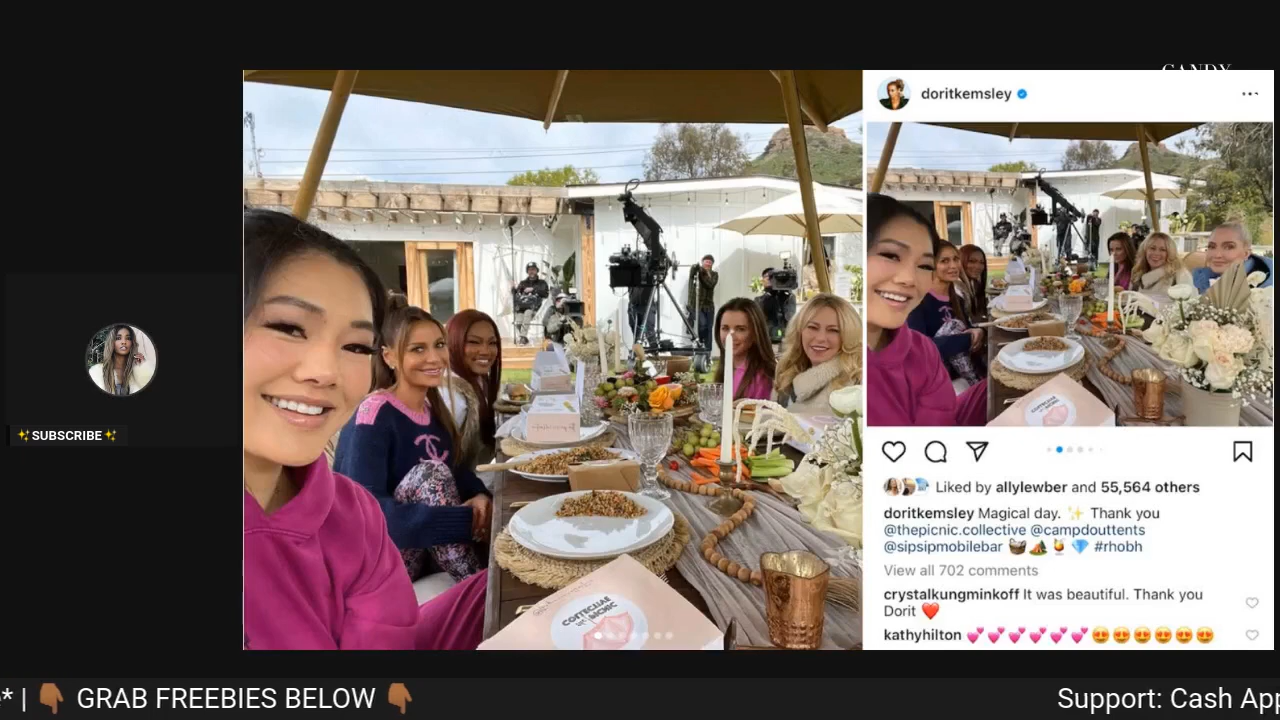 CANDY
doritkemsley
Liked by allylewber and 55,564 others
doritkemsley Magical day. ✨ Thank you
@thepicnic.collective @campdouttents
@sipsipmobilebar 🧺🏕️🍹💎 #rhobh
View all 702 comments
crystalkungminkoff It was beautiful. Thank you
Dorit ❤️
kathyhilton 💕💕💕💕💕💕😍😍😍😍😍😍
✨SUBSCRIBE✨
* | 👇🏾 GRAB FREEBIES BELOW 👇🏾
Support: Cash App